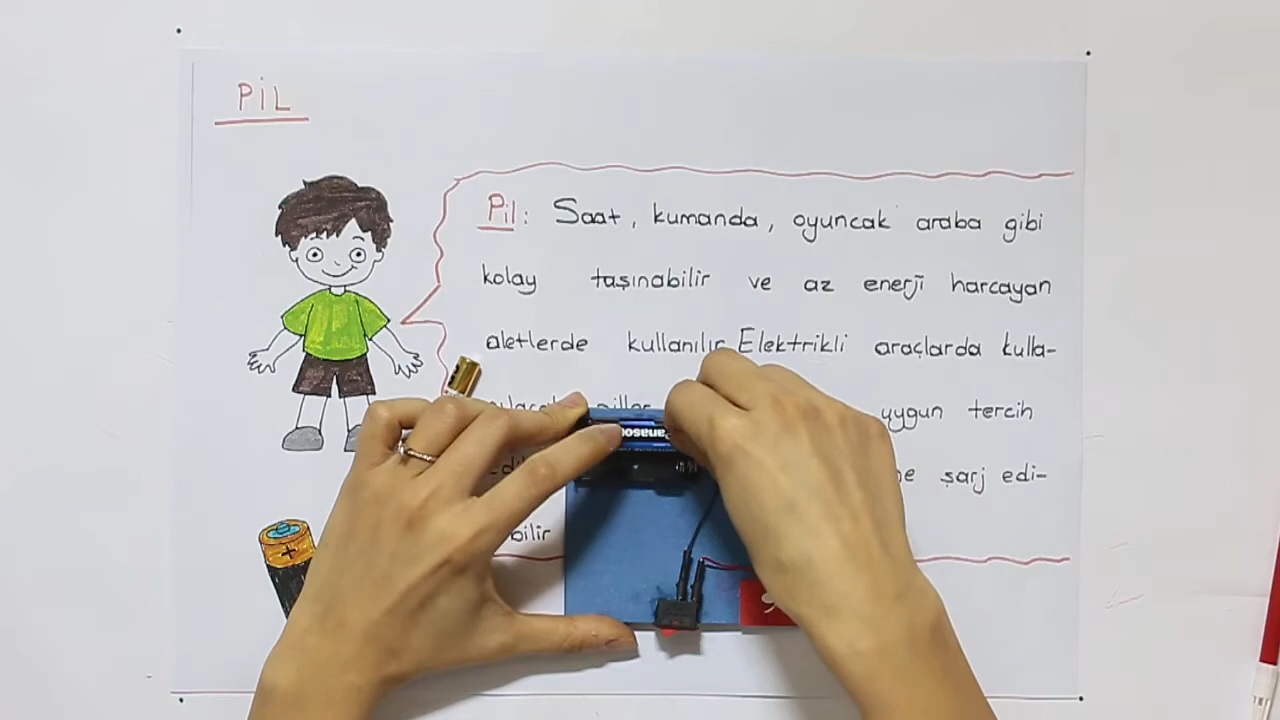 PİL
Pil: Saat, kumanda, oyuncak araba gibi
kolay taşınabilir ve az enerji harcayan
aletlerde kullanılır Elektrikli araçlarda kulla-
piller uygun tercih
şarj edi-
bilir
Panasonic